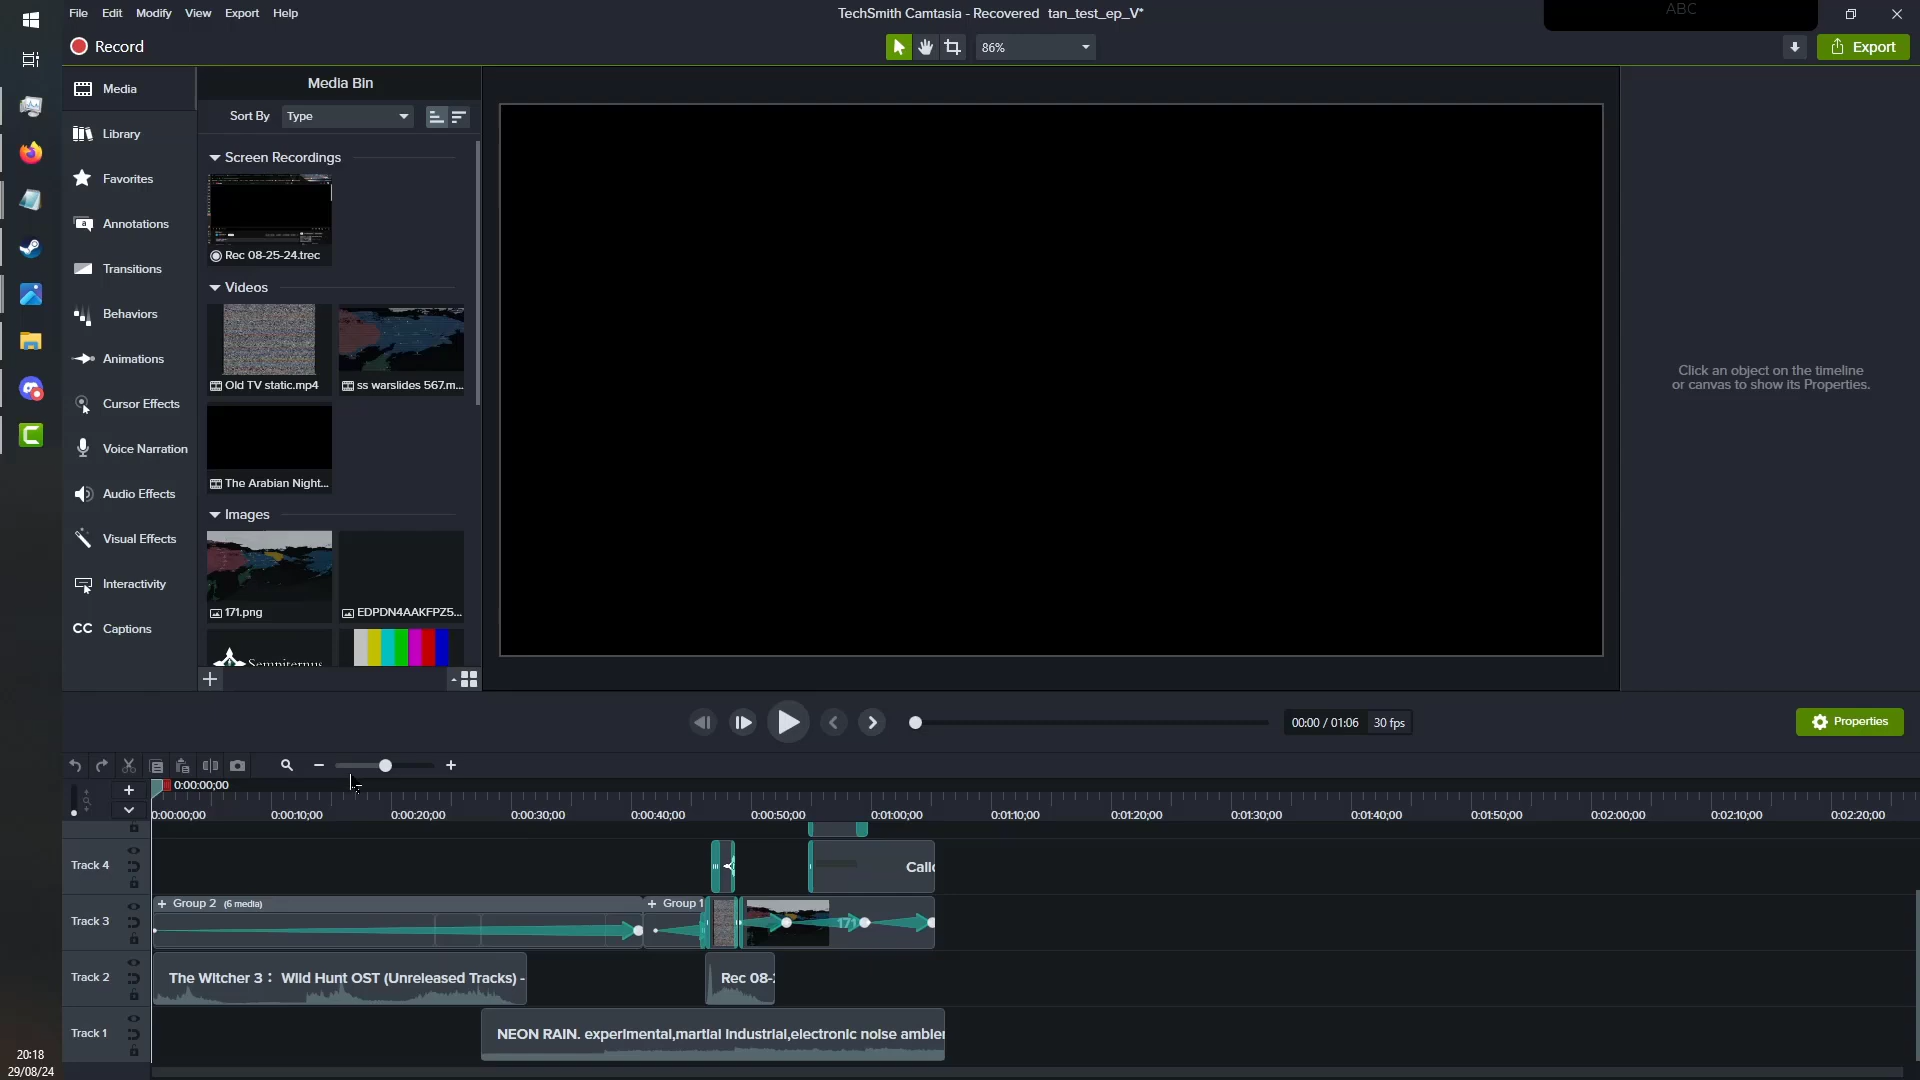 File Edit Modify View Export Help
TechSmith Camtasia - Recovered tan_test_ep_V*
ABC
Record
86%
Export
Media
Library
Favorites
Annotations
Transitions
Behaviors
Animations
Cursor Effects
Voice Narration
Audio Effects
Visual Effects
Interactivity
CC Captions
Media Bin
Sort By Type
Screen Recordings
Rec 08-25-24.trec
Videos
Old TV static.mp4
ss warslides 567.m...
The Arabian Night...
Images
171.png
EDPDN4AAKFPZ5...
Sempiternus
Click an object on the timeline
or canvas to show its Properties.
00:00 / 01:06 30 fps
Properties
0:00:00;00
0:00:00;00 0:00:10;00 0:00:20;00 0:00:30;00 0:00:40;00 0:00:50;00 0:01:00;00 0:01:10;00 0:01:20;00 0:01:30;00 0:01:40;00 0:01:50;00 0:02:00;00 0:02:10;00 0:02:20;00
Track 4
Callo
Track 3
+ Group 2 (6 media)
+ Group 1
171
Track 2
The Witcher 3： Wild Hunt OST (Unreleased Tracks) -
Rec 08-2
Track 1
NEON RAIN. experimental,martial industrial,electronic noise ambien
20:18
29/08/24